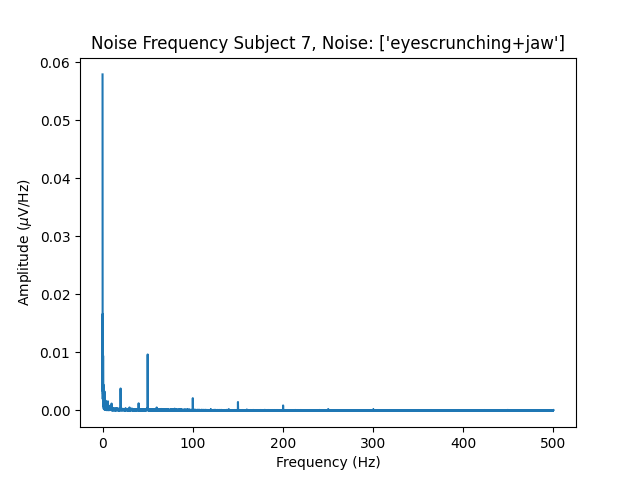 Noise Frequency Subject 7, Noise: ['eyescrunching+jaw']
0.06
0.05
0.04
0.03
0.02
0.01
0.00
Amplitude (μV/Hz)
0 100 200 300 400 500
Frequency (Hz)